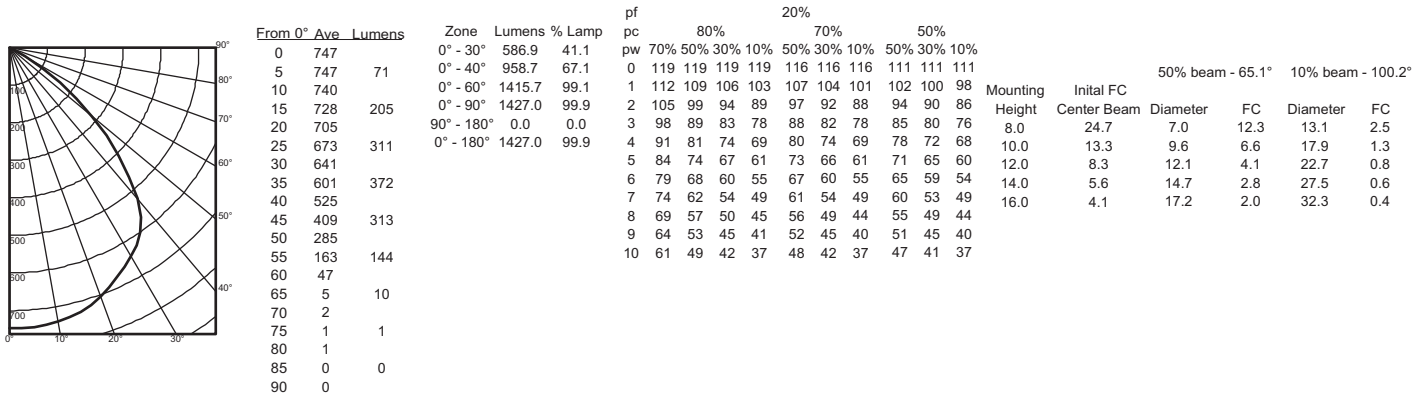 90°
80°
70°
60°
50°
40°
100
200
300
500
600
700
0° 10° 20° 30°
From 0° Ave Lumens
0 747
5 747 71
10 740
15 728 205
20 705
25 673 311
30 641
35 601 372
40 525
45 409 313
50 285
55 163 144
60 47
65 5 10
70 2
75 1 1
80 1
85 0 0
90 0
Zone Lumens % Lamp
0° - 30° 586.9 41.1
0° - 40° 958.7 67.1
0° - 60° 1415.7 99.1
0° - 90° 1427.0 99.9
90° - 180° 0.0 0.0
0° - 180° 1427.0 99.9
pf 20%
pc 80% 70% 50%
pw 70% 50% 30% 10% 50% 30% 10% 50% 30% 10%
0 119 119 119 119 116 116 116 111 111 111
1 112 109 106 103 107 104 101 102 100 98
2 105 99 94 89 97 92 88 94 90 86
3 98 89 83 78 88 82 78 85 80 76
4 91 81 74 69 80 74 69 78 72 68
5 84 74 67 61 73 66 61 71 65 60
6 79 68 60 55 67 60 55 65 59 54
7 74 62 54 49 61 54 49 60 53 49
8 69 57 50 45 56 49 44 55 49 44
9 64 53 45 41 52 45 40 51 45 40
10 61 49 42 37 48 42 37 47 41 37
50% beam - 65.1° 10% beam - 100.2°
Mounting Inital FC
Height Center Beam Diameter FC Diameter FC
8.0 24.7 7.0 12.3 13.1 2.5
10.0 13.3 9.6 6.6 17.9 1.3
12.0 8.3 12.1 4.1 22.7 0.8
14.0 5.6 14.7 2.8 27.5 0.6
16.0 4.1 17.2 2.0 32.3 0.4